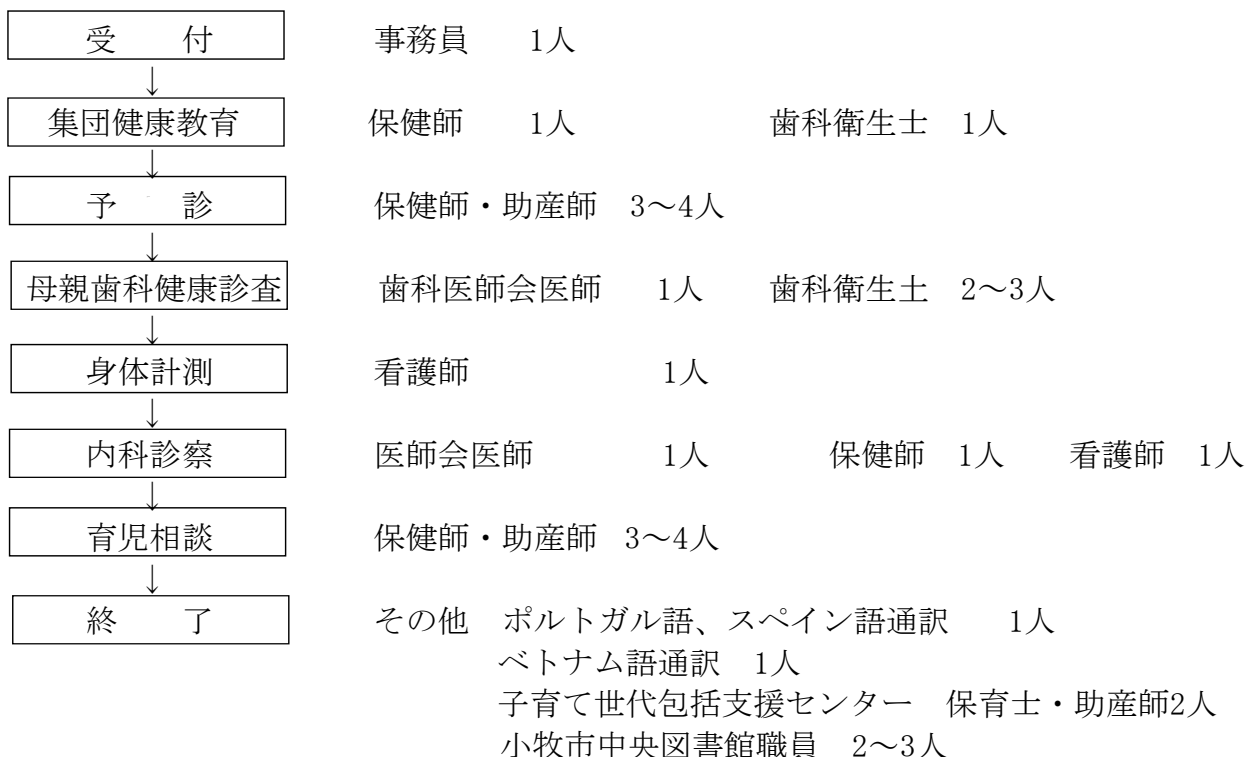 受　　付　　事務員　　1人
↓
集団健康教育　　保健師　　1人　　歯科衛生士　1人
↓
予　　診　　保健師・助産師　3～4人
↓
母親歯科健康診査　　歯科医師会医師　　1人　　歯科衛生士　2～3人
↓
身体計測　　看護師　　1人
↓
内科診察　　医師会医師　　1人　　保健師　1人　　看護師　1人
↓
育児相談　　保健師・助産師　3～4人
↓
終　　了　　その他　ポルトガル語、スペイン語通訳　　1人
ベトナム語通訳　1人
子育て世代包括支援センター　保育士・助産師2人
小牧市中央図書館職員　2～3人